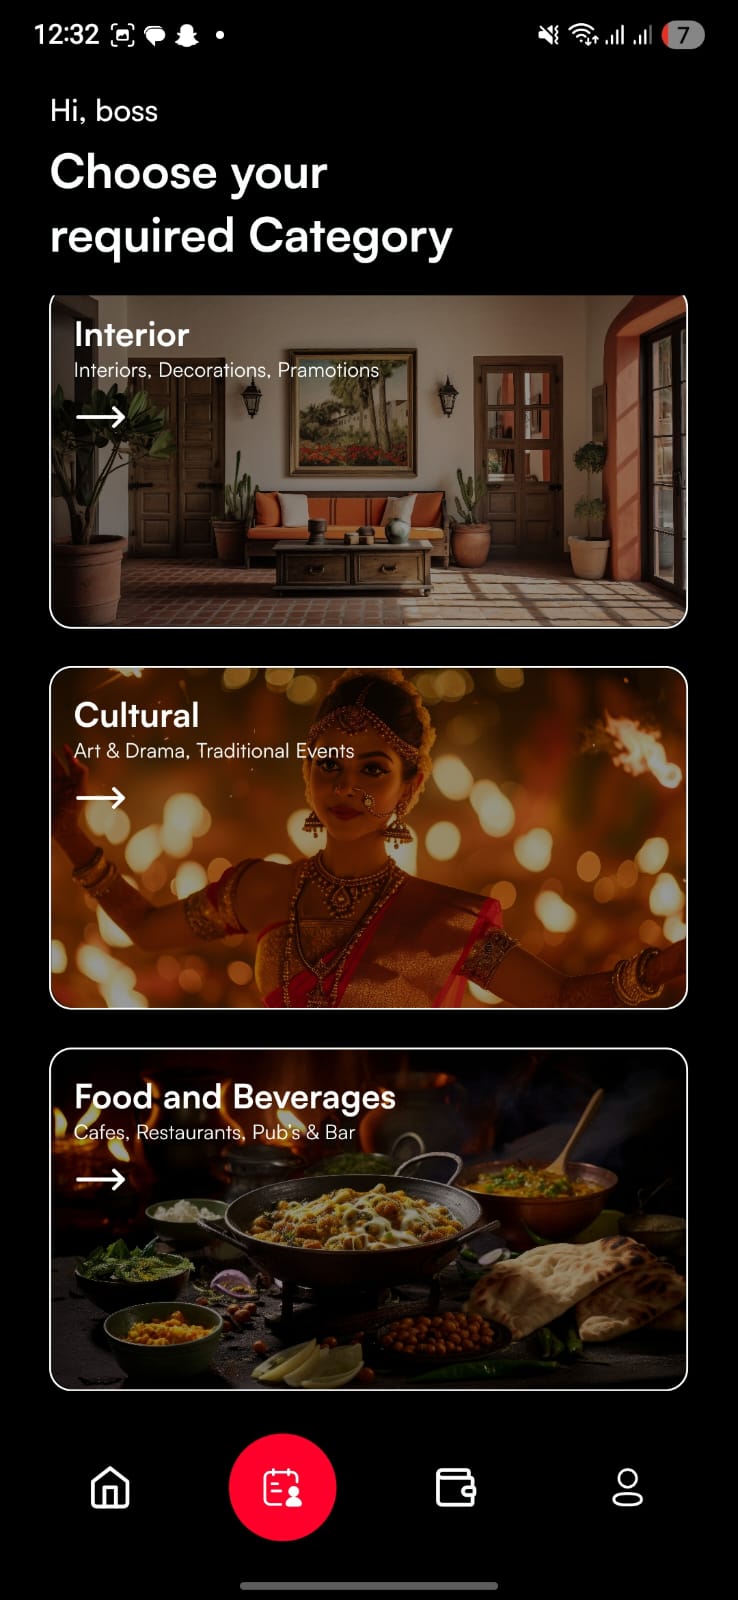 12:32
7
Hi, boss
Choose your
required Category
Interior
Interiors, Decorations, Pramotions
Cultural
Art & Drama, Traditional Events
Food and Beverages
Cafes, Restaurants, Pub's & Bar